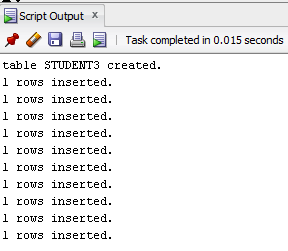 Script Output x
Task completed in 0.015 seconds
table STUDENT3 created.
1 rows inserted.
1 rows inserted.
1 rows inserted.
1 rows inserted.
1 rows inserted.
1 rows inserted.
1 rows inserted.
1 rows inserted.
1 rows inserted.
1 rows inserted.